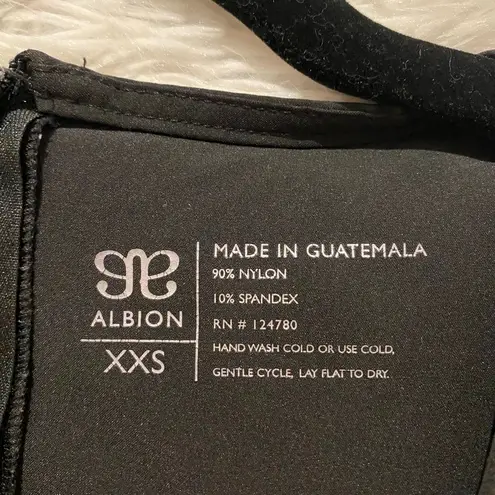 ALBION
XXS
MADE IN GUATEMALA
90% NYLON
10% SPANDEX
RN # 124780
HAND WASH COLD OR USE COLD,
GENTLE CYCLE, LAY FLAT TO DRY.